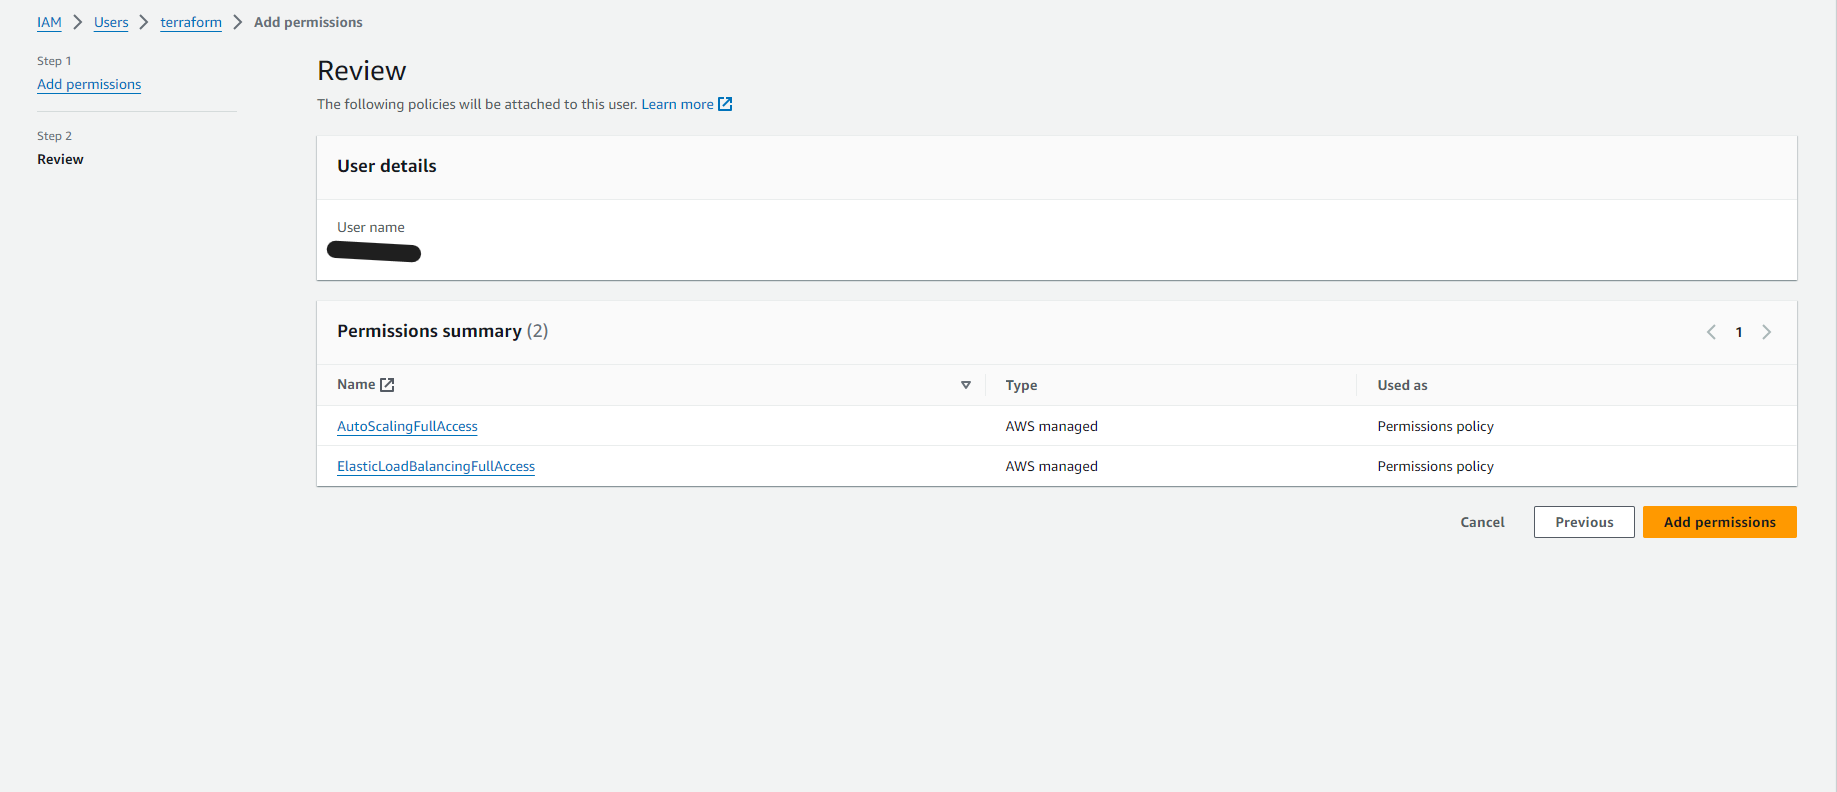 IAM > Users > terraform > Add permissions
Step 1
Add permissions
Step 2
Review
Review
The following policies will be attached to this user. Learn more
User details
User name
Permissions summary (2)
1
Name Type Used as
AutoScalingFullAccess AWS managed Permissions policy
ElasticLoadBalancingFullAccess AWS managed Permissions policy
Cancel Previous Add permissions